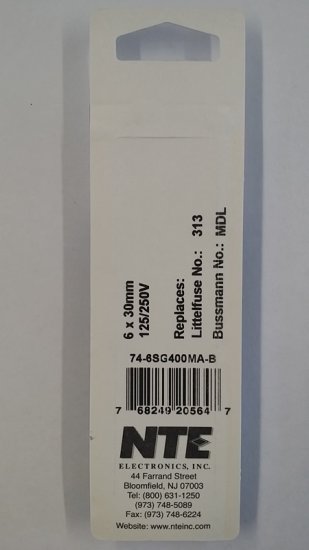 6 x 30mm
125/250V
Replaces:
Littelfuse No.: 313
Bussmann No.: MDL
74-6SG400MA-B
7 68249 20564 7
NTE
ELECTRONICS, INC.
44 Farrand Street
Bloomfield, NJ 07003
Tel: (800) 631-1250
(973) 748-5089
Fax: (973) 748-6224
Website: www.nteinc.com